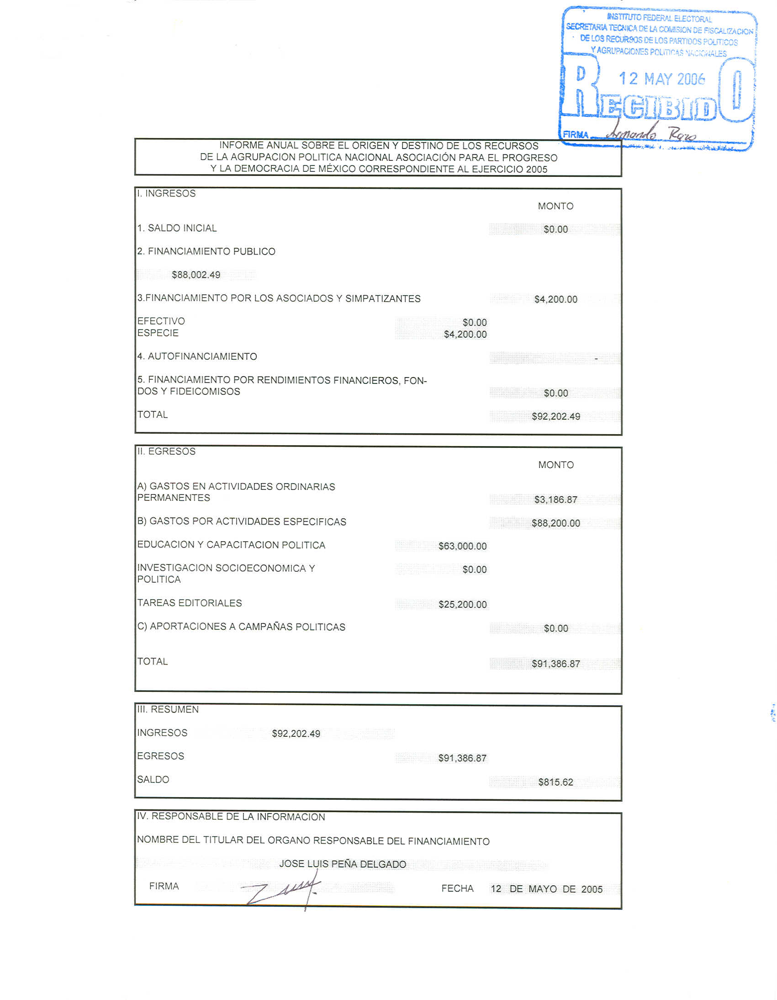 INSTITUTO FEDERAL ELECTORAL
SECRETARIA TECNICA DE LA COMISION DE FISCALIZACION
DE LOS RECURSOS DE LOS PARTIDOS POLITICOS
Y AGRUPACIONES POLITICAS NACIONALES
12 MAY 2006
RECIBIDO
FIRMA Armando Razo
INFORME ANUAL SOBRE EL ORIGEN Y DESTINO DE LOS RECURSOS
DE LA AGRUPACION POLITICA NACIONAL ASOCIACIÓN PARA EL PROGRESO
Y LA DEMOCRACIA DE MÉXICO CORRESPONDIENTE AL EJERCICIO 2005
I. INGRESOS
MONTO
1. SALDO INICIAL $0.00
2. FINANCIAMIENTO PUBLICO
$88,002.49
3.FINANCIAMIENTO POR LOS ASOCIADOS Y SIMPATIZANTES $4,200.00
EFECTIVO $0.00
ESPECIE $4,200.00
4. AUTOFINANCIAMIENTO -
5. FINANCIAMIENTO POR RENDIMIENTOS FINANCIEROS, FON-
DOS Y FIDEICOMISOS $0.00
TOTAL $92,202.49
II. EGRESOS
MONTO
A) GASTOS EN ACTIVIDADES ORDINARIAS
PERMANENTES $3,186.87
B) GASTOS POR ACTIVIDADES ESPECIFICAS $88,200.00
EDUCACION Y CAPACITACION POLITICA $63,000.00
INVESTIGACION SOCIOECONOMICA Y $0.00
POLITICA
TAREAS EDITORIALES $25,200.00
C) APORTACIONES A CAMPAÑAS POLITICAS $0.00
TOTAL $91,386.87
III. RESUMEN
INGRESOS $92,202.49
EGRESOS $91,386.87
SALDO $815.62
IV. RESPONSABLE DE LA INFORMACION
NOMBRE DEL TITULAR DEL ORGANO RESPONSABLE DEL FINANCIAMIENTO
JOSE LUIS PEÑA DELGADO
FIRMA FECHA 12 DE MAYO DE 2005